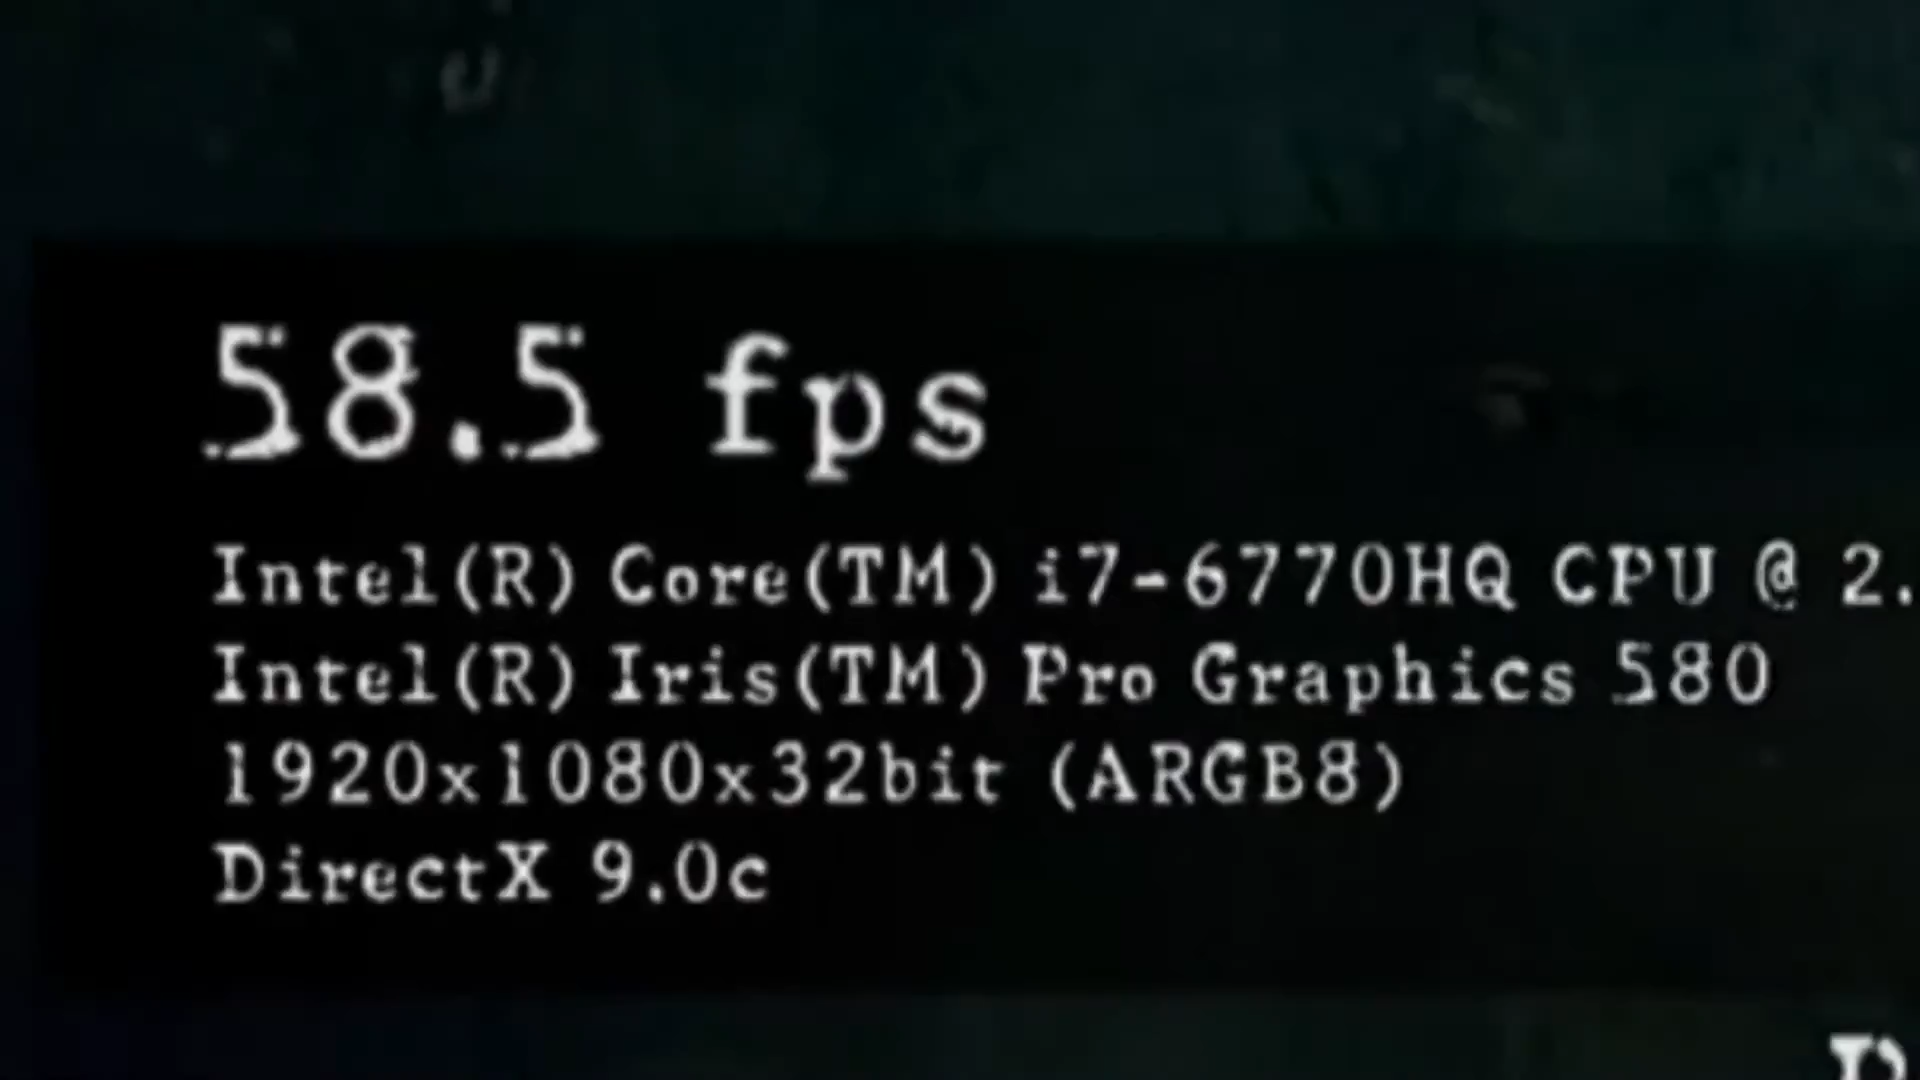 58.5 fps
Intel(R) Core(TM) i7-6770HQ CPU @ 2.
Intel(R) Iris(TM) Pro Graphics 580
1920x1080x32bit (ARGB8)
DirectX 9.0c